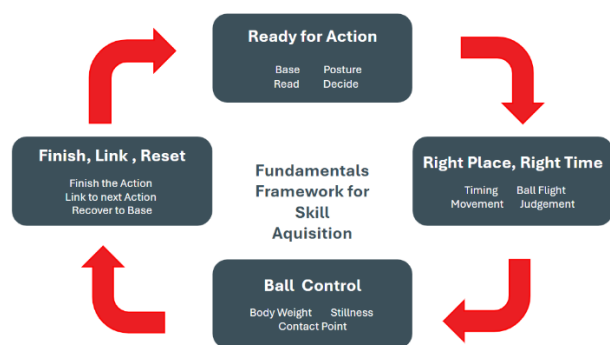 Ready for Action
Base Posture
Read Decide
Right Place, Right Time
Timing Ball Flight
Movement Judgement
Ball Control
Body Weight Stillness
Contact Point
Finish, Link , Reset
Finish the Action
Link to next Action
Recover to Base
Fundamentals
Framework for
Skill
Aquisition